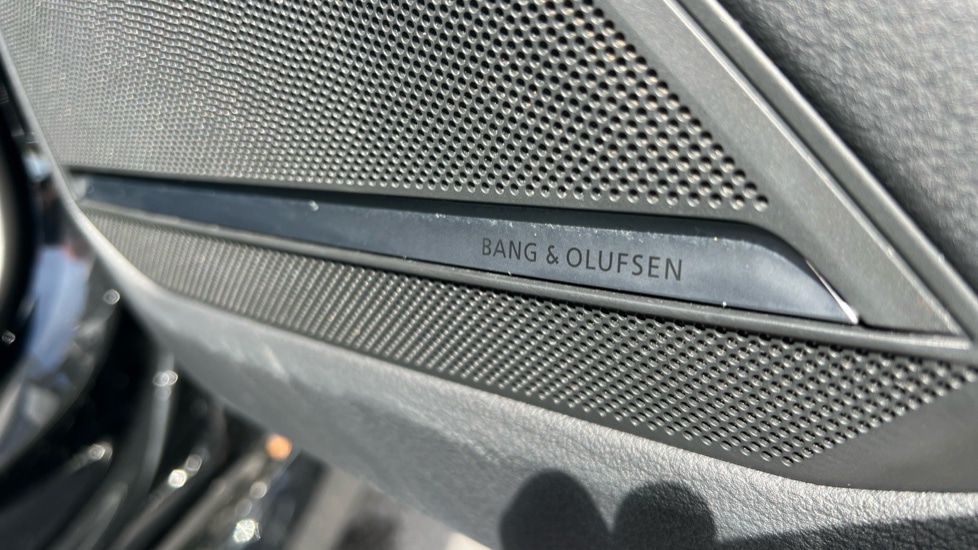 BANG & OLUFSEN